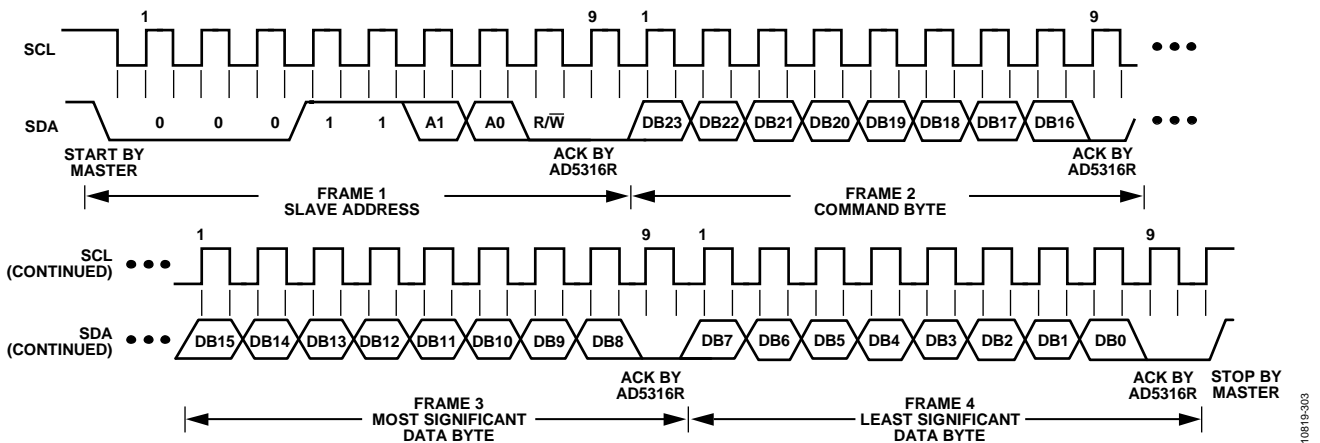 1 9 1 9
SCL
SDA 0 0 0 1 1 A1 A0 R/W̅ DB23 DB22 DB21 DB20 DB19 DB18 DB17 DB16
START BY
MASTER
ACK BY
AD5316R
ACK BY
AD5316R
FRAME 1
SLAVE ADDRESS
FRAME 2
COMMAND BYTE
1 9 1 9
SCL
(CONTINUED)
SDA
(CONTINUED)
DB15 DB14 DB13 DB12 DB11 DB10 DB9 DB8 DB7 DB6 DB5 DB4 DB3 DB2 DB1 DB0
ACK BY
AD5316R
ACK BY
AD5316R
STOP BY
MASTER
FRAME 3
MOST SIGNIFICANT
DATA BYTE
FRAME 4
LEAST SIGNIFICANT
DATA BYTE
10819-303